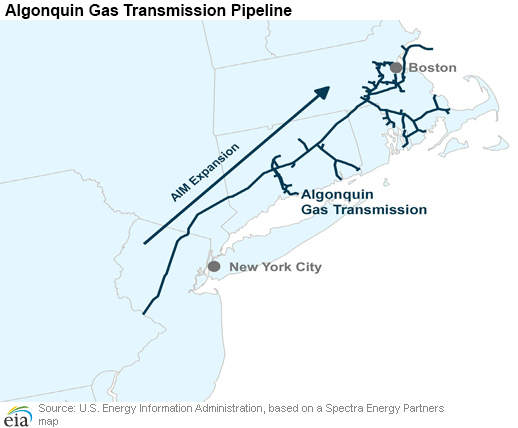 Algonquin Gas Transmission Pipeline
Boston
AIM Expansion
Algonquin
Gas Transmission
New York City
eia
Source: U.S. Energy Information Administration, based on a Spectra Energy Partners
map